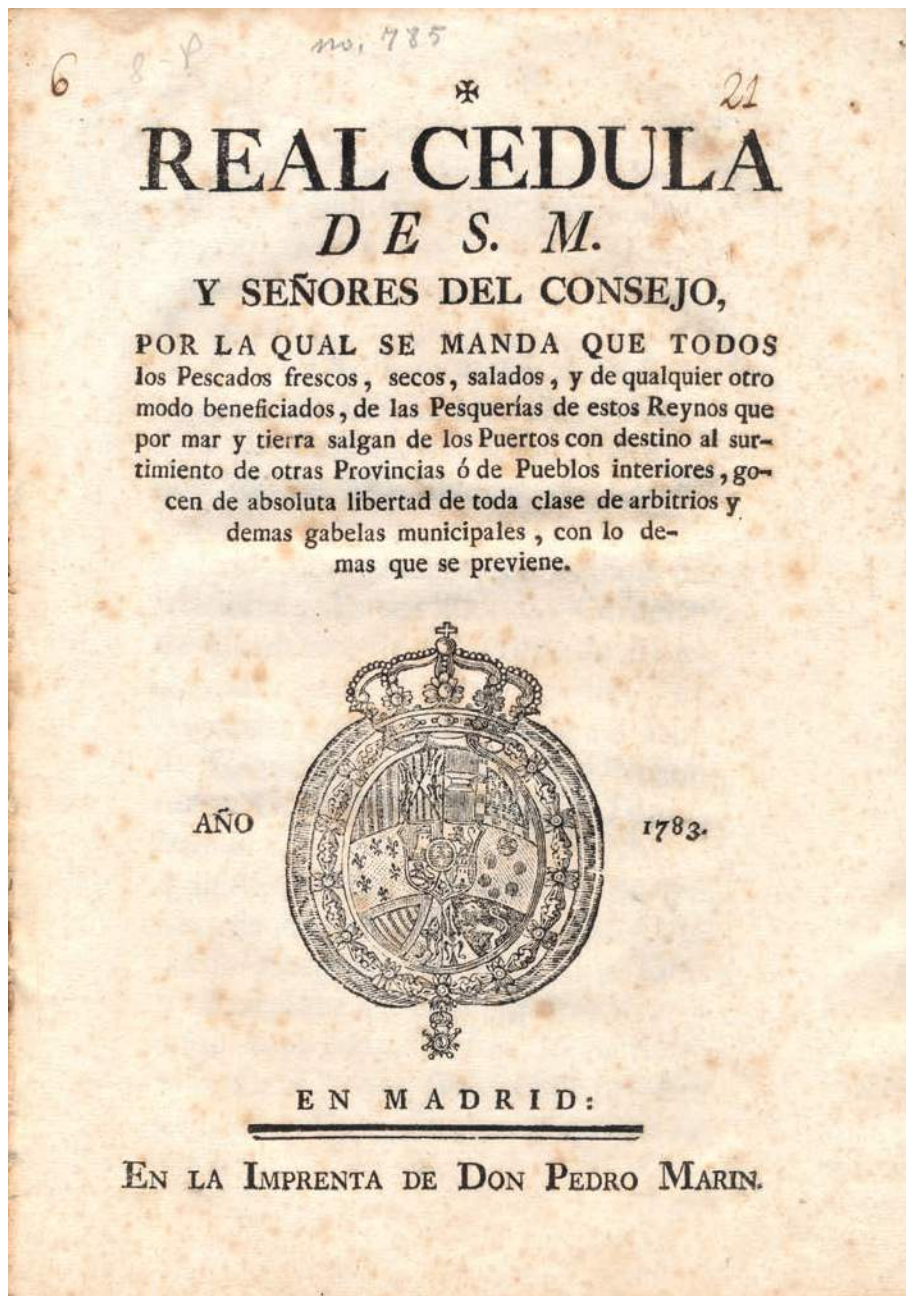 no. 785
6
21
✠
REAL CEDULA
DE S. M.
Y SEÑORES DEL CONSEJO,
POR LA QUAL SE MANDA QUE TODOS
los Pescados frescos, secos, salados, y de qualquier otro
modo beneficiados, de las Pesquerías de estos Reynos que
por mar y tierra salgan de los Puertos con destino al sur-
timiento de otras Provincias ó de Pueblos interiores, go-
cen de absoluta libertad de toda clase de arbitrios y
demas gabelas municipales, con lo de-
mas que se previene.
AÑO 1783.
EN MADRID:
EN LA IMPRENTA DE DON PEDRO MARIN.